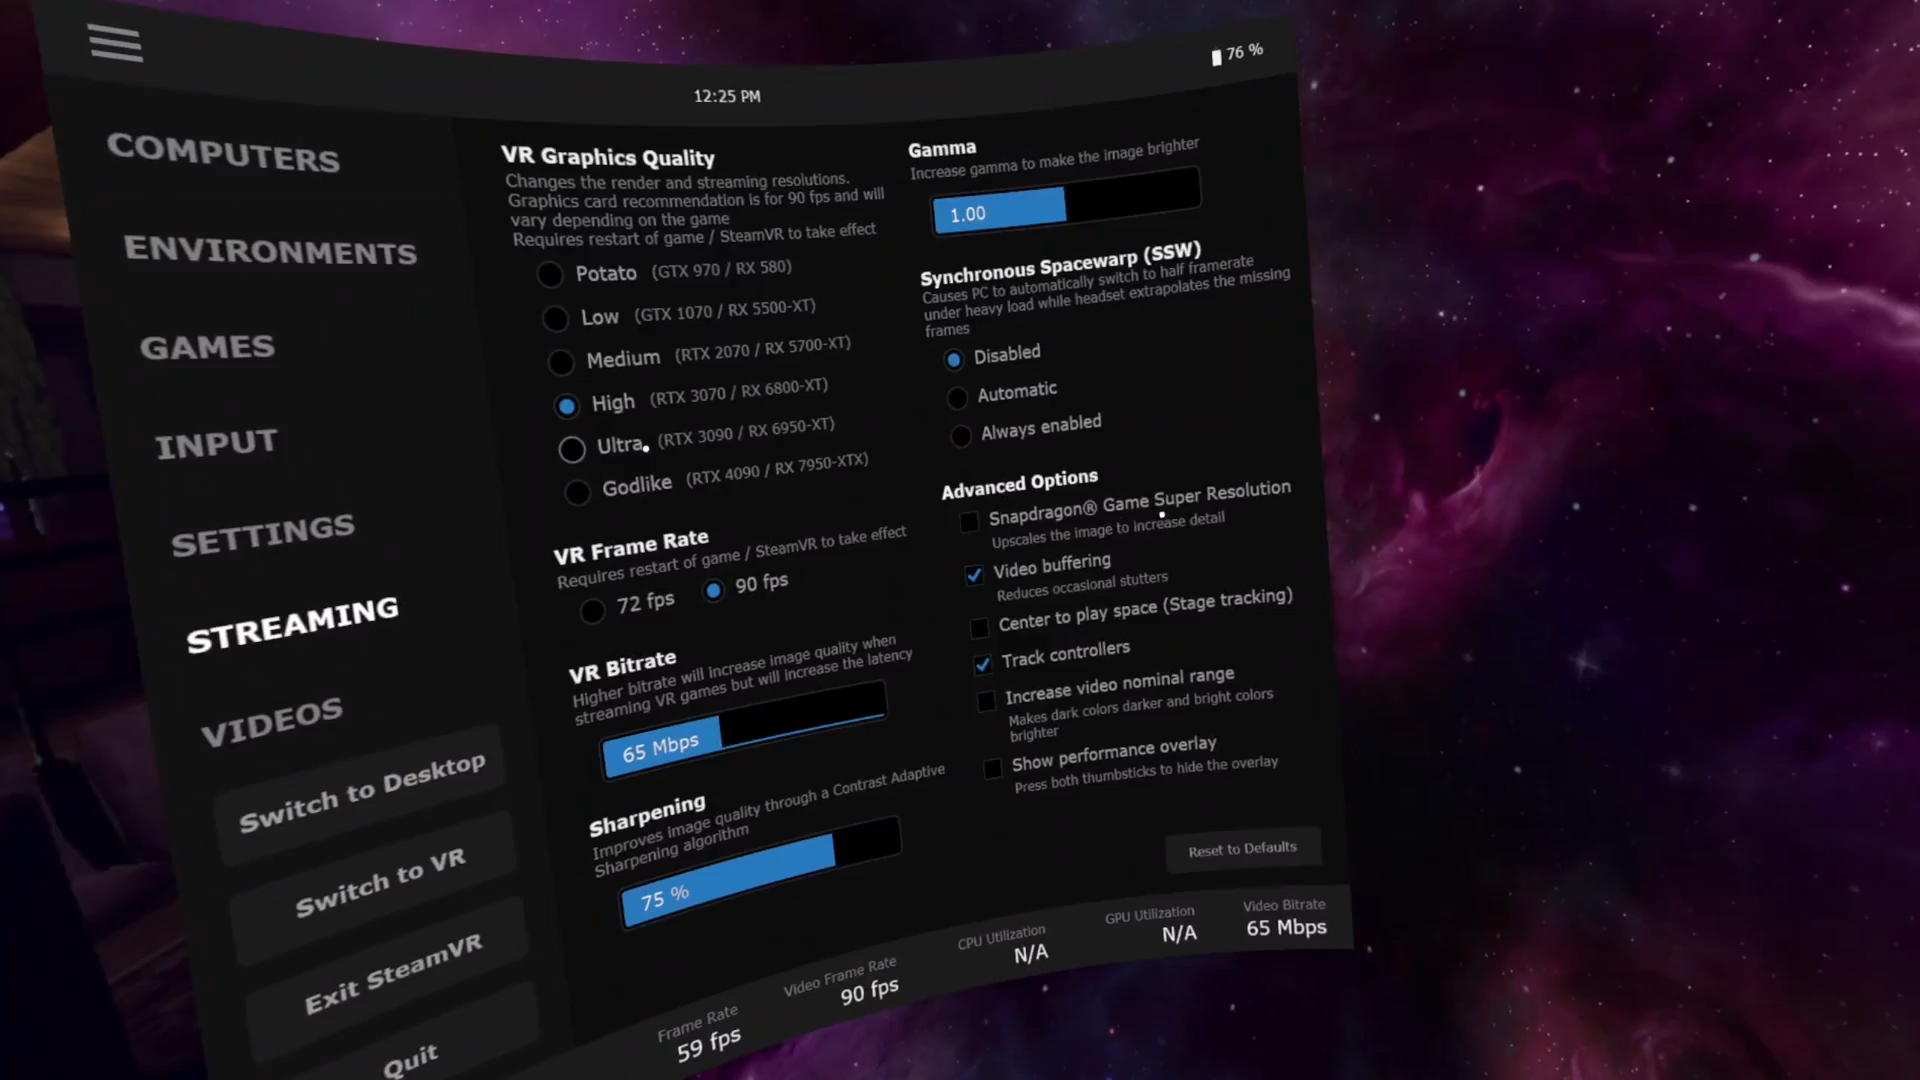 12:25 PM
76 %
COMPUTERS
ENVIRONMENTS
GAMES
INPUT
SETTINGS
STREAMING
VIDEOS
Switch to Desktop
Switch to VR
Exit SteamVR
Quit
VR Graphics Quality
Changes the render and streaming resolutions.
Graphics card recommendation is for 90 fps and will
vary depending on the game
Requires restart of game / SteamVR to take effect
Potato (GTX 970 / RX 580)
Low (GTX 1070 / RX 5500-XT)
Medium (RTX 2070 / RX 5700-XT)
High (RTX 3070 / RX 6800-XT)
Ultra (RTX 3090 / RX 6950-XT)
Godlike (RTX 4090 / RX 7950-XTX)
VR Frame Rate
Requires restart of game / SteamVR to take effect
72 fps 90 fps
VR Bitrate
Higher bitrate will increase image quality when
streaming VR games but will increase the latency
65 Mbps
Sharpening
Improves image quality through a Contrast Adaptive
Sharpening algorithm
75 %
Gamma
Increase gamma to make the image brighter
1.00
Synchronous Spacewarp (SSW)
Causes PC to automatically switch to half framerate
under heavy load while headset extrapolates the missing
frames
Disabled
Automatic
Always enabled
Advanced Options
Snapdragon® Game Super Resolution
Upscales the image to increase detail
Video buffering
Reduces occasional stutters
Center to play space (Stage tracking)
Track controllers
Increase video nominal range
Makes dark colors darker and bright colors
brighter
Show performance overlay
Press both thumbsticks to hide the overlay
Reset to Defaults
Frame Rate
59 fps
Video Frame Rate
90 fps
CPU Utilization
N/A
GPU Utilization
N/A
Video Bitrate
65 Mbps